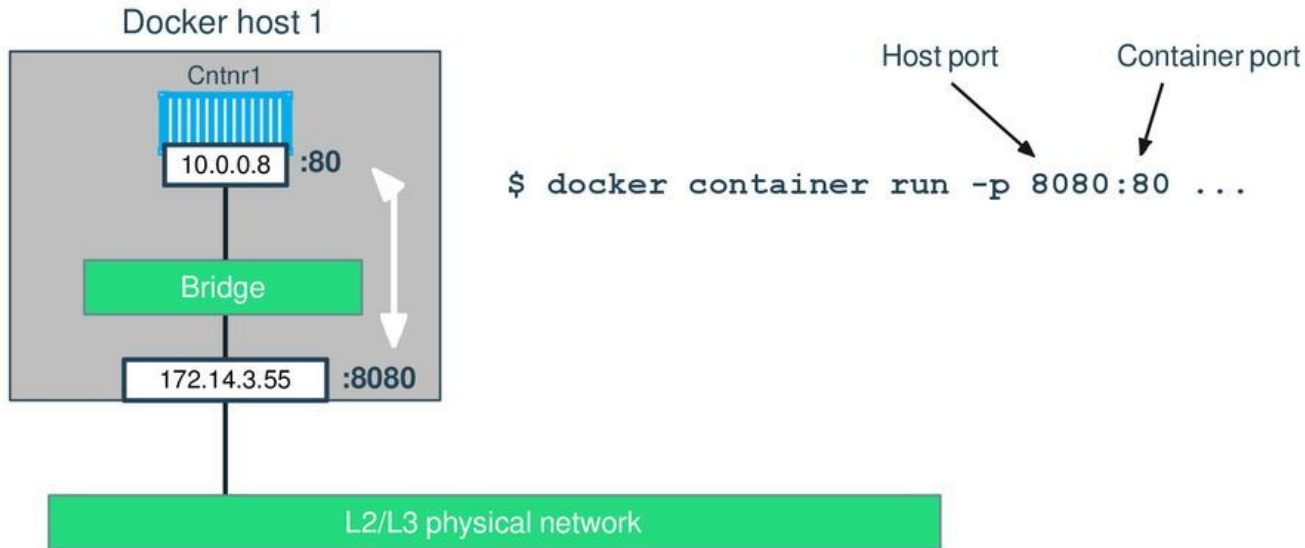 Docker host 1
Cntnr1
10.0.0.8 :80
Bridge
172.14.3.55 :8080
L2/L3 physical network
Host port Container port
$ docker container run -p 8080:80 ...